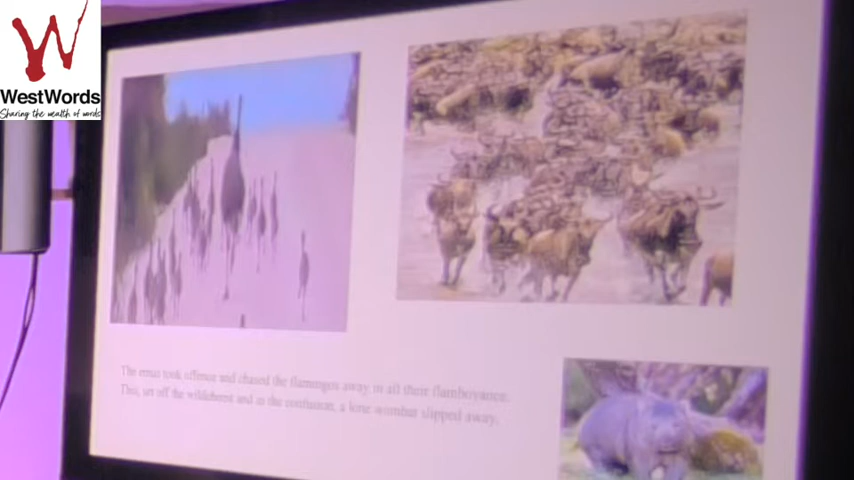 WestWords
Sharing the wealth of words
The emus took offence and chased the flamingos away in all their flamboyance.
This, set off the wildebeest and in the confusion, a lone wombat slipped away.